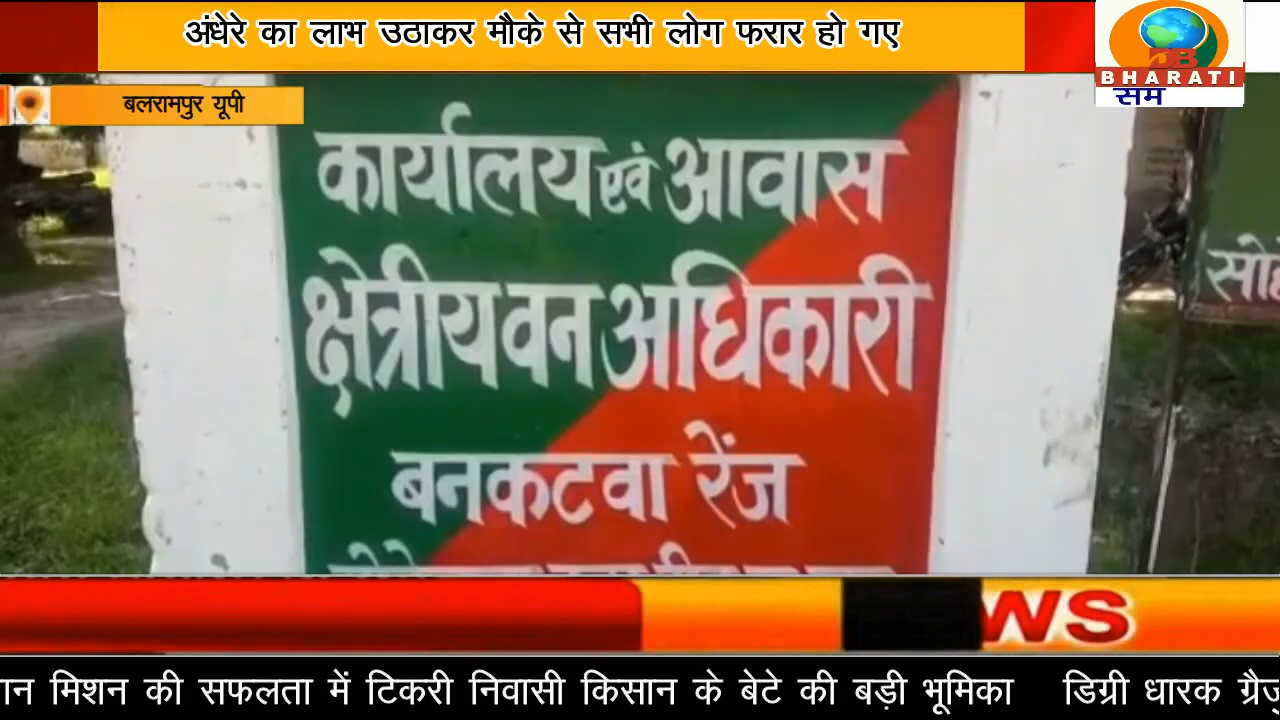 अंधेरे का लाभ उठाकर मौके से सभी लोग फरार हो गए
BHARATI
बलरामपुर यूपी
कार्यालय एवं आवास
क्षेत्रीय वन अधिकारी
बनकटवा रेंज
मिशन की सफलता में टिकरी निवासी किसान के बेटे की बड़ी भूमिका डिग्री धारक